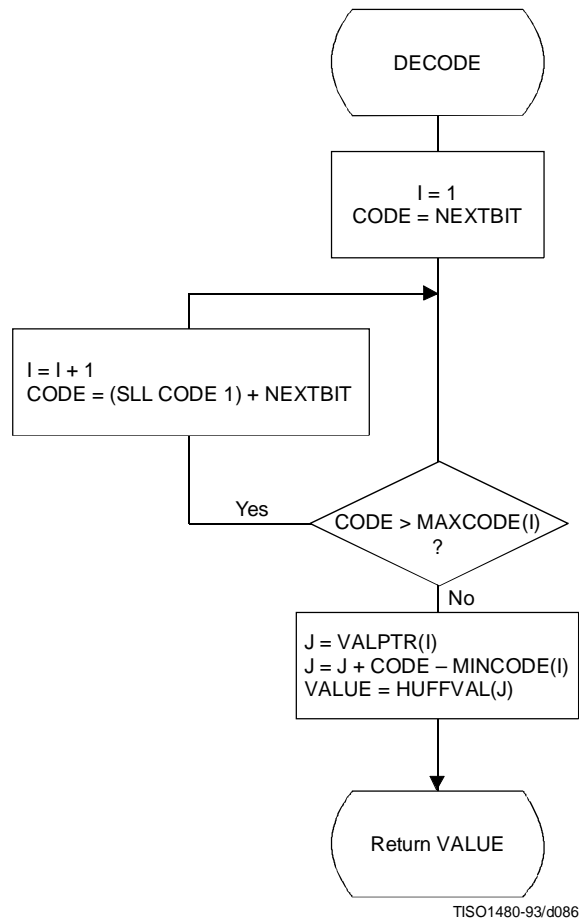 DECODE
I = 1
CODE = NEXTBIT
I = I + 1
CODE = (SLL CODE 1) + NEXTBIT
Yes
CODE > MAXCODE(I)
?
No
J = VALPTR(I)
J = J + CODE – MINCODE(I)
VALUE = HUFFVAL(J)
Return VALUE
TISO1480-93/d086